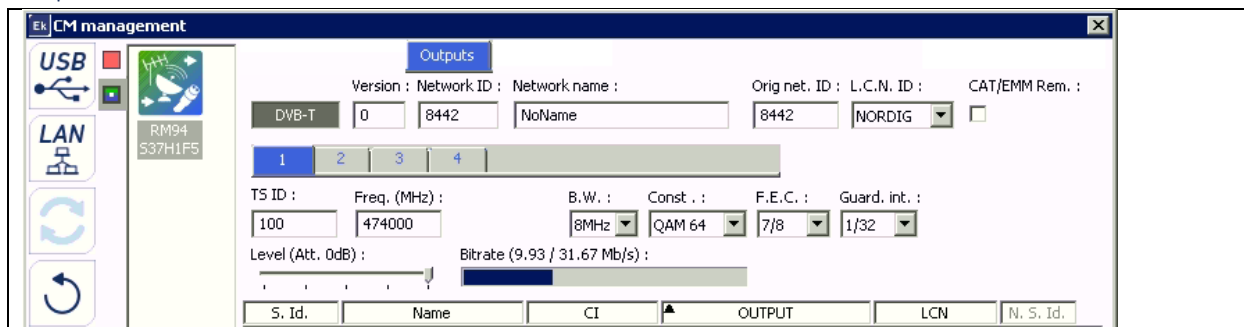 Ek CM management
USB
Outputs
Version : Network ID : Network name : Orig net. ID : L.C.N. ID : CAT/EMM Rem. :
DVB-T 0 8442 NoName 8442 NORDIG
LAN
RM94
S37H1F5
1 2 3 4
TS ID : Freq. (MHz) : B.W. : Const . : F.E.C. : Guard. int. :
100 474000 8MHz QAM 64 7/8 1/32
Level (Att. 0dB) : Bitrate (9.93 / 31.67 Mb/s) :
S. Id. Name CI OUTPUT LCN N. S. Id.